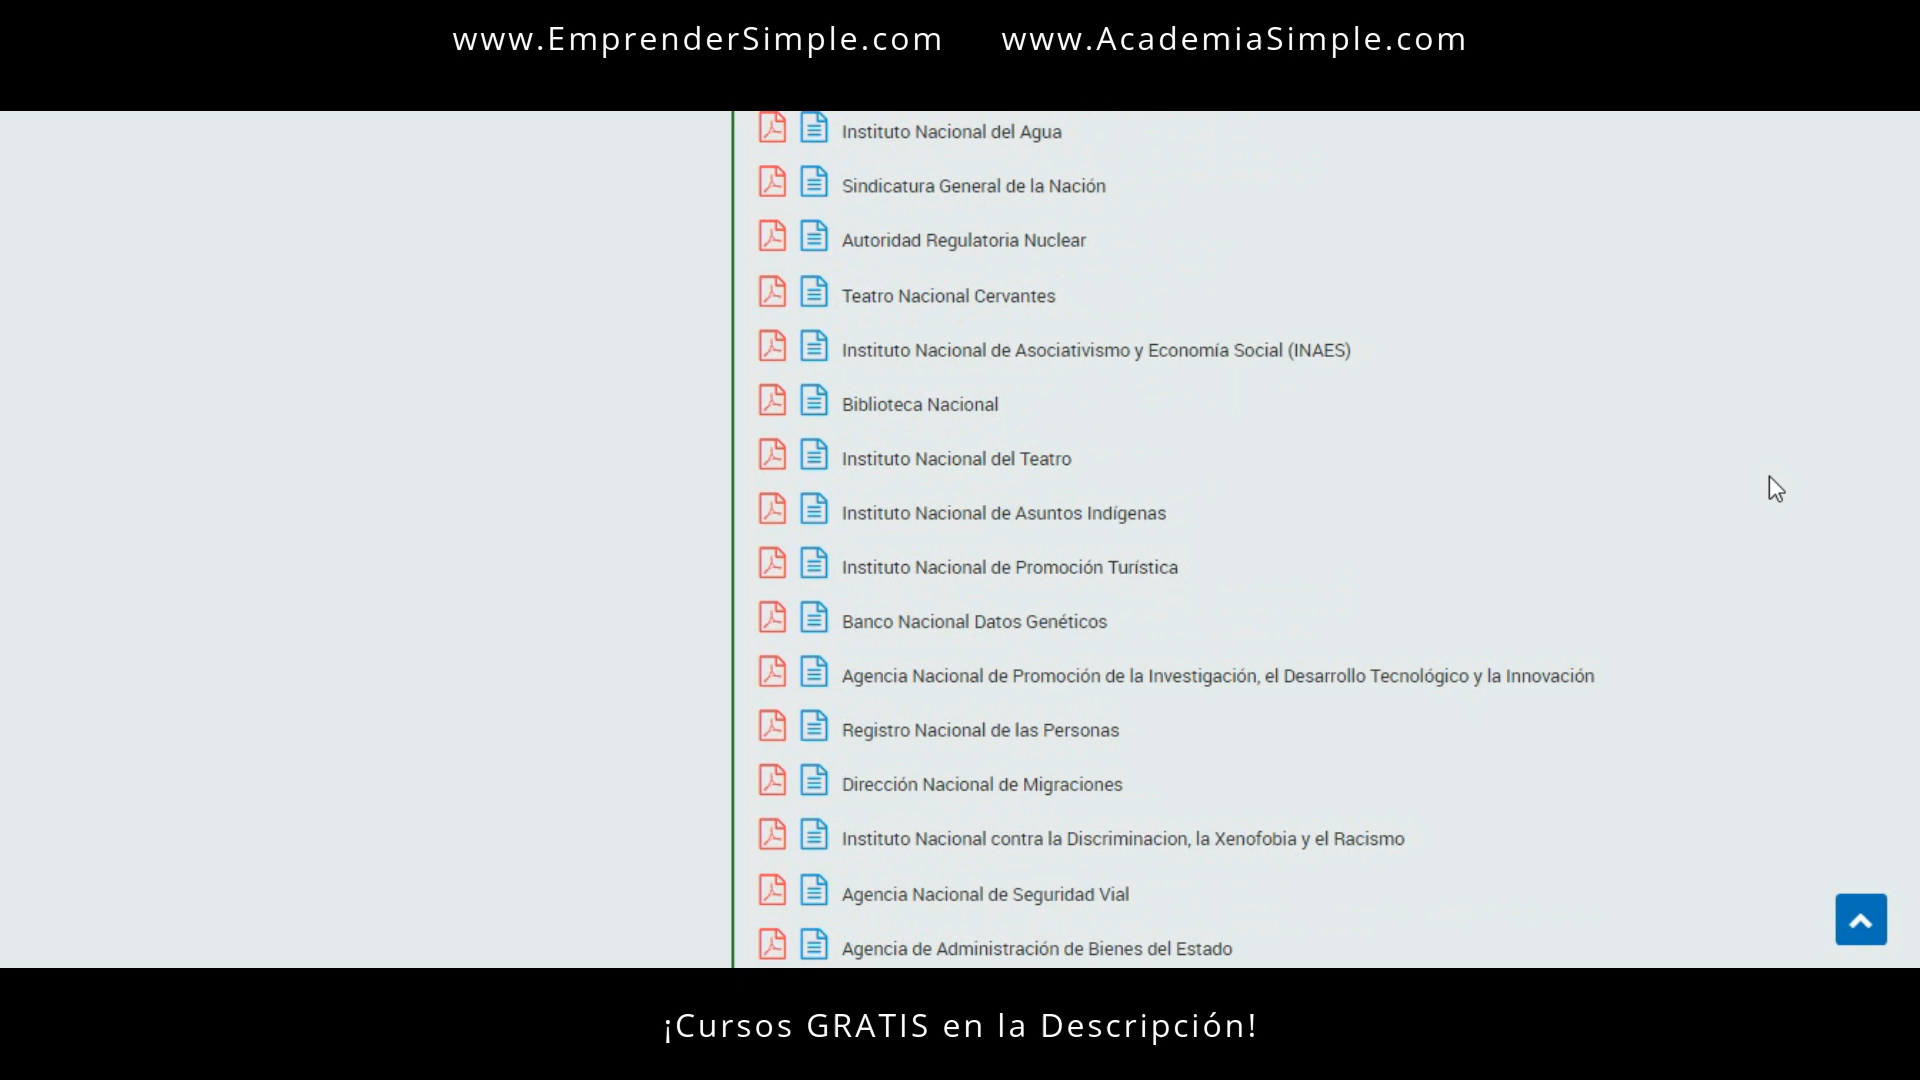 www.EmprenderSimple.com www.AcademiaSimple.com
Instituto Nacional del Agua
Sindicatura General de la Nación
Autoridad Regulatoria Nuclear
Teatro Nacional Cervantes
Instituto Nacional de Asociativismo y Economía Social (INAES)
Biblioteca Nacional
Instituto Nacional del Teatro
Instituto Nacional de Asuntos Indígenas
Instituto Nacional de Promoción Turística
Banco Nacional Datos Genéticos
Agencia Nacional de Promoción de la Investigación, el Desarrollo Tecnológico y la Innovación
Registro Nacional de las Personas
Dirección Nacional de Migraciones
Instituto Nacional contra la Discriminacion, la Xenofobia y el Racismo
Agencia Nacional de Seguridad Vial
Agencia de Administración de Bienes del Estado
¡Cursos GRATIS en la Descripción!